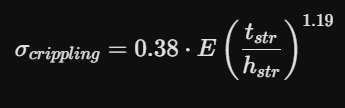 σ_crippling = 0.38 · E (t_str / h_str)^1.19